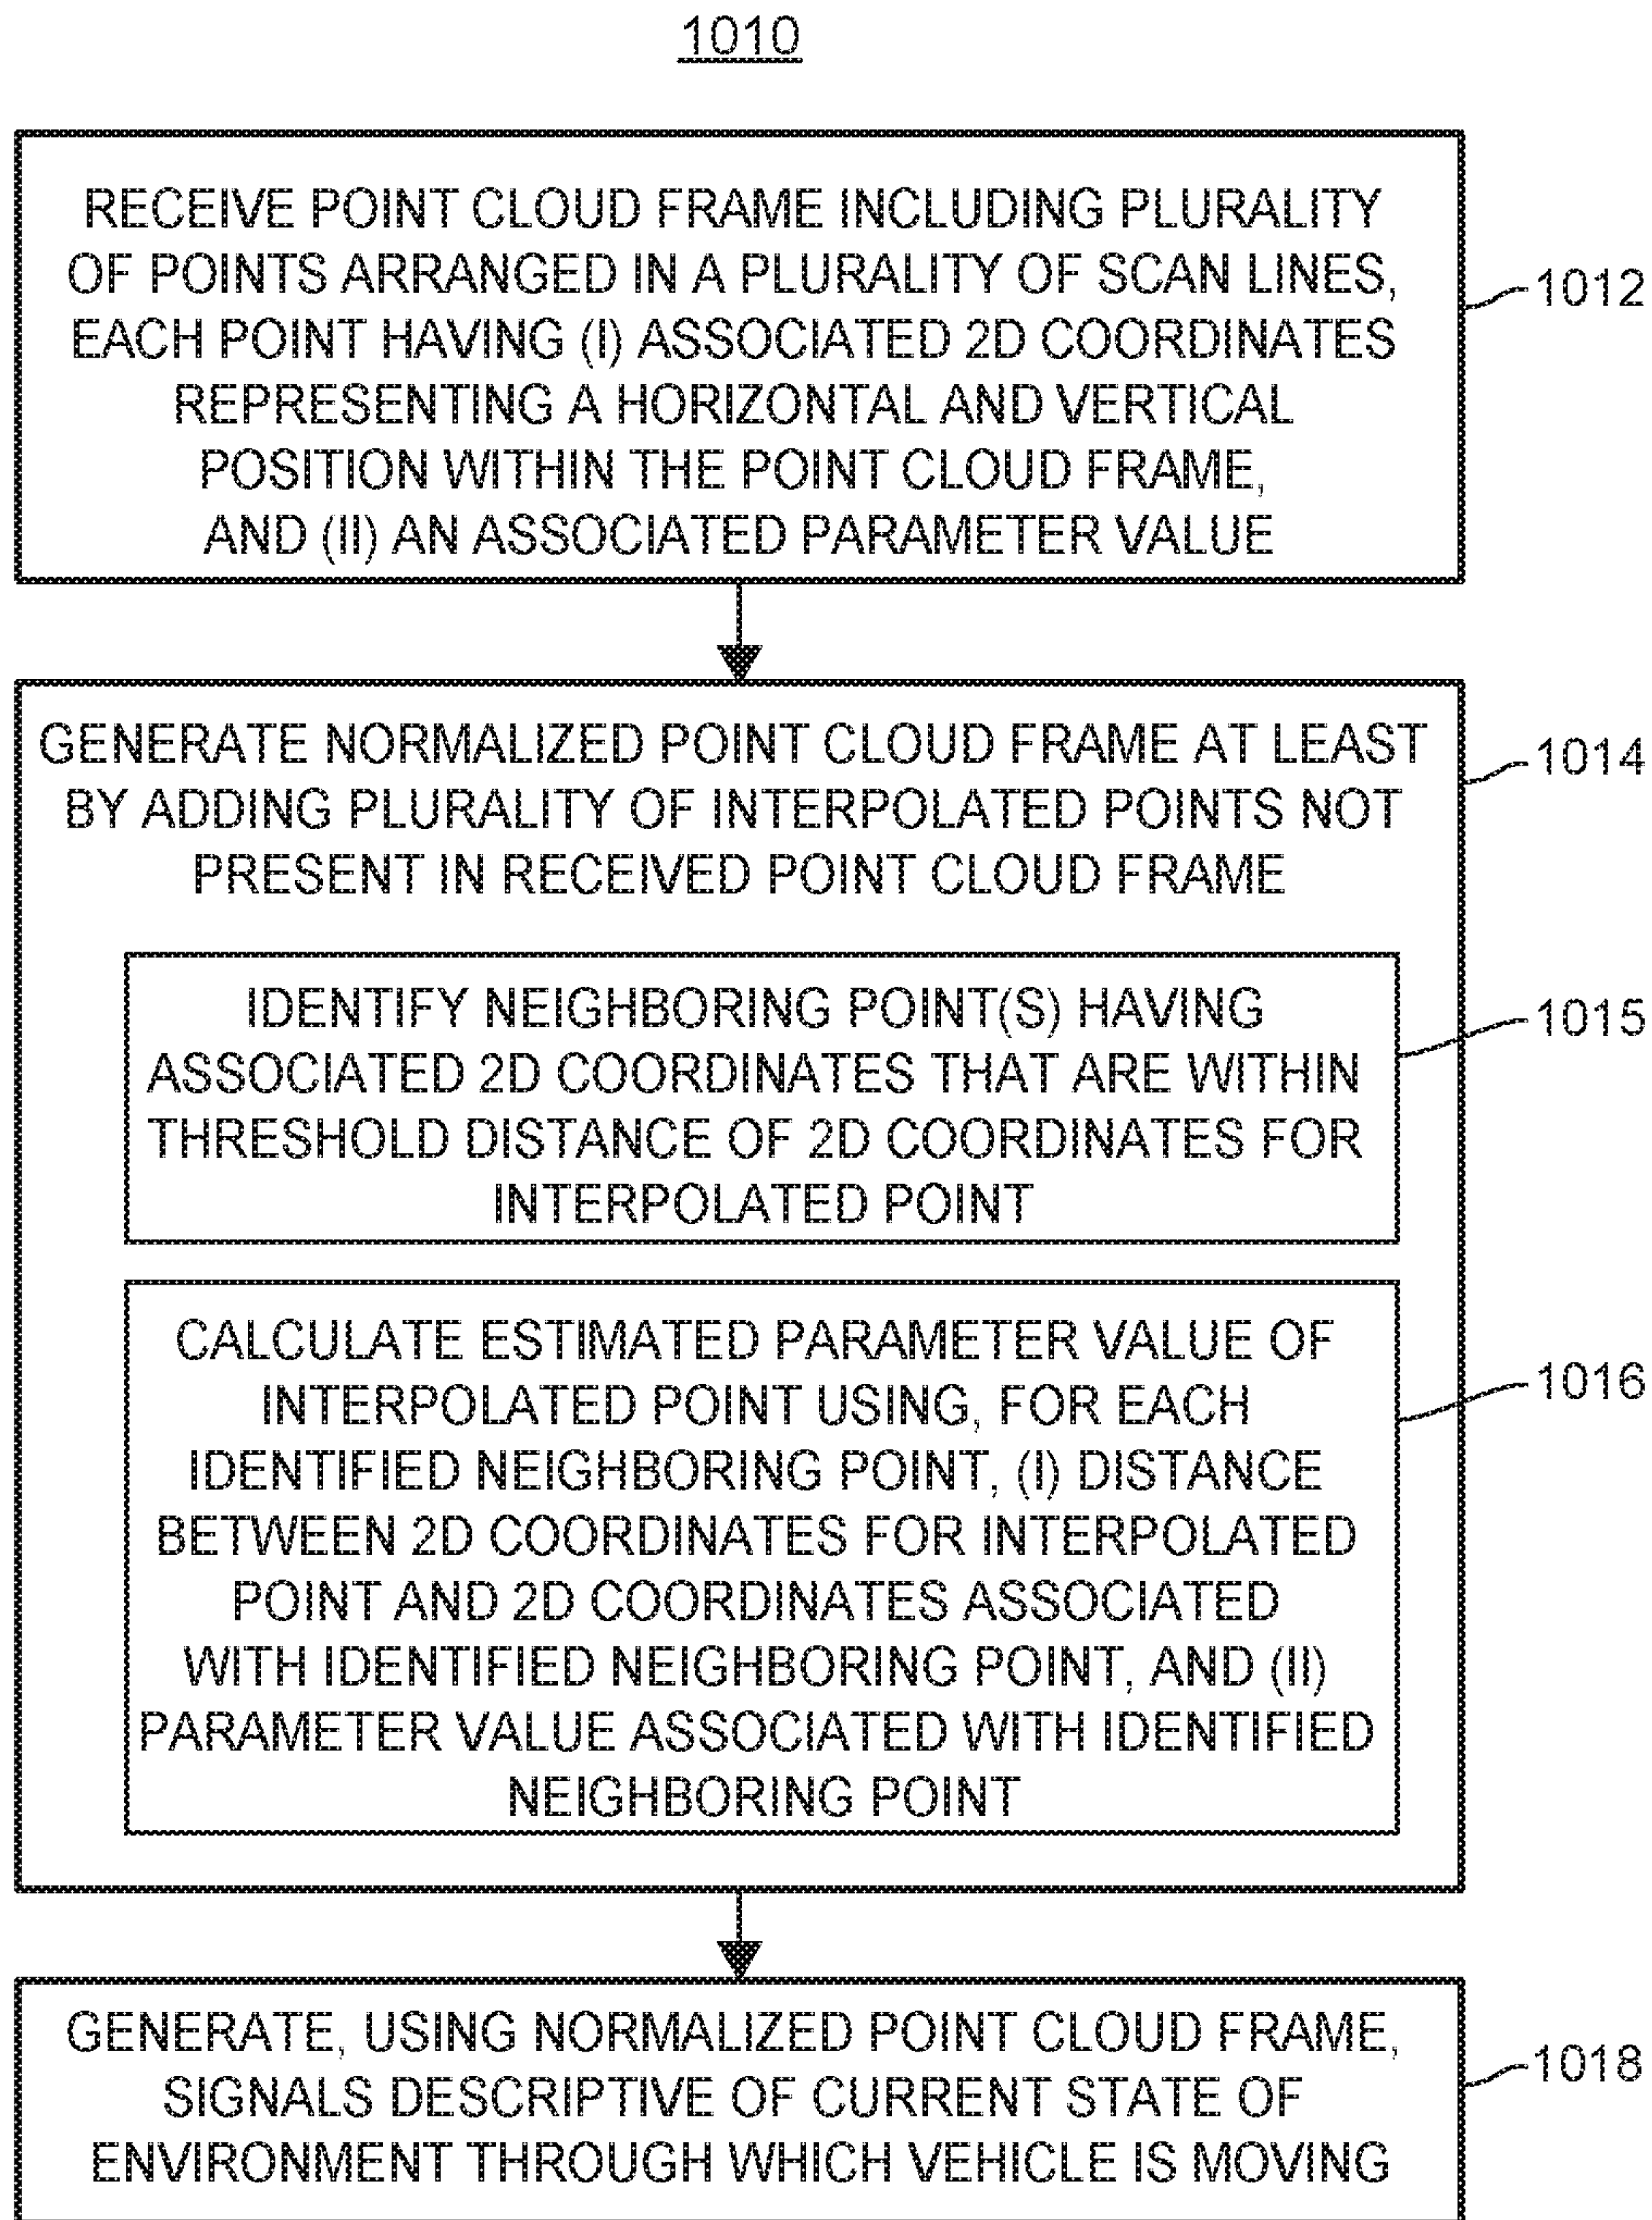 1010
RECEIVE POINT CLOUD FRAME INCLUDING PLURALITY
OF POINTS ARRANGED IN A PLURALITY OF SCAN LINES,
EACH POINT HAVING (I) ASSOCIATED 2D COORDINATES
REPRESENTING A HORIZONTAL AND VERTICAL
POSITION WITHIN THE POINT CLOUD FRAME,
AND (II) AN ASSOCIATED PARAMETER VALUE
1012
GENERATE NORMALIZED POINT CLOUD FRAME AT LEAST
BY ADDING PLURALITY OF INTERPOLATED POINTS NOT
PRESENT IN RECEIVED POINT CLOUD FRAME
1014
IDENTIFY NEIGHBORING POINT(S) HAVING
ASSOCIATED 2D COORDINATES THAT ARE WITHIN
THRESHOLD DISTANCE OF 2D COORDINATES FOR
INTERPOLATED POINT
1015
CALCULATE ESTIMATED PARAMETER VALUE OF
INTERPOLATED POINT USING, FOR EACH
IDENTIFIED NEIGHBORING POINT, (I) DISTANCE
BETWEEN 2D COORDINATES FOR INTERPOLATED
POINT AND 2D COORDINATES ASSOCIATED
WITH IDENTIFIED NEIGHBORING POINT, AND (II)
PARAMETER VALUE ASSOCIATED WITH IDENTIFIED
NEIGHBORING POINT
1016
GENERATE, USING NORMALIZED POINT CLOUD FRAME,
SIGNALS DESCRIPTIVE OF CURRENT STATE OF
ENVIRONMENT THROUGH WHICH VEHICLE IS MOVING
1018